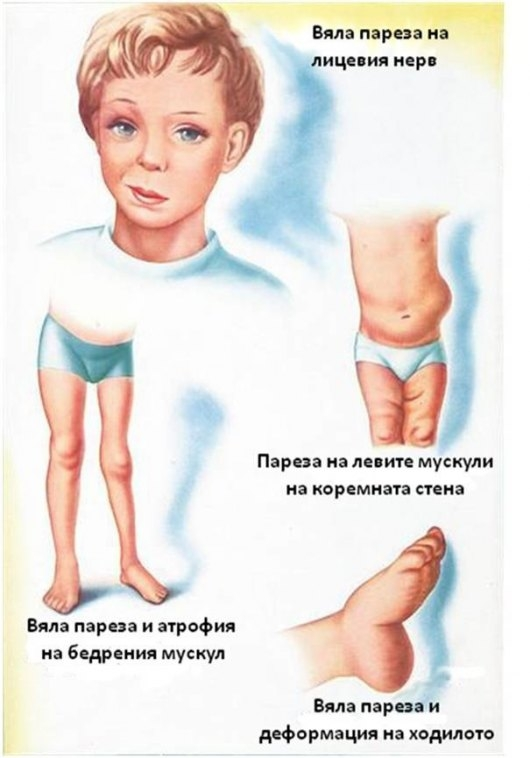 Вяла пареза на
лицевия нерв
Пареза на левите мускули
на коремната стена
Вяла пареза и атрофия
на бедрения мускул
Вяла пареза и
деформация на ходилото